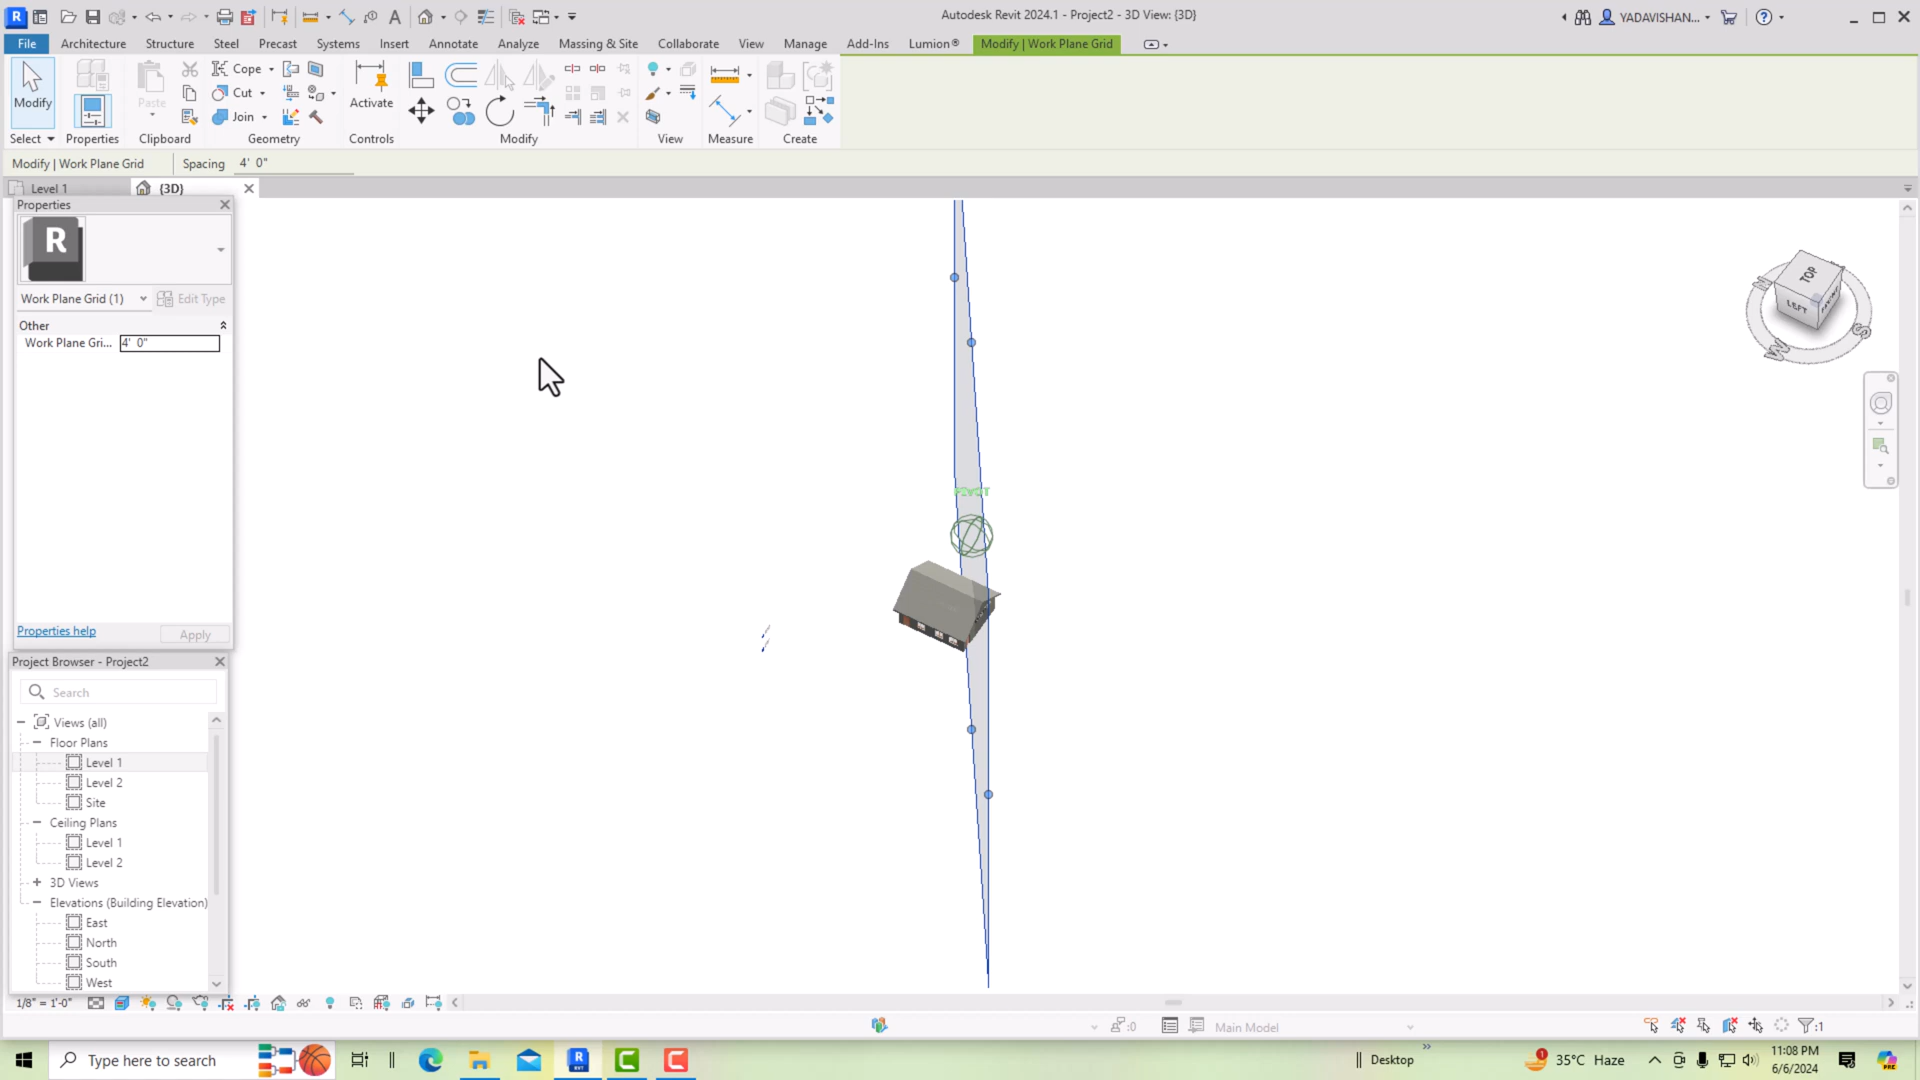 Autodesk Revit 2024.1 - Project2 - 3D View: {3D}
YADAVISHAN...
File Architecture Structure Steel Precast Systems Insert Annotate Analyze Massing & Site Collaborate View Manage Add-Ins Lumion® Modify | Work Plane Grid
Modify
Paste
Cope
Cut
Join
Activate
Select Properties Clipboard Geometry Controls Modify View Measure Create
Modify | Work Plane Grid Spacing 4' 0"
Level 1 {3D}
Properties
R
Work Plane Grid (1) Edit Type
Other
Work Plane Gri... 4' 0"
Properties help Apply
Project Browser - Project2
Search
Views (all)
Floor Plans
Level 1
Level 2
Site
Ceiling Plans
Level 1
Level 2
3D Views
Elevations (Building Elevation)
East
North
South
West
TOP
LEFT
FRONT
W
S
1/8" = 1'-0"
:0 Main Model :1
Type here to search
Desktop
35°C Haze
11:08 PM
6/6/2024